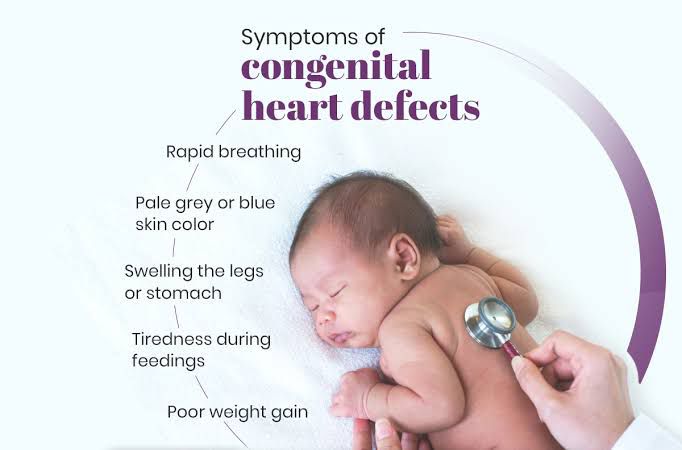 Symptoms of
congenital
heart defects
Rapid breathing
Pale grey or blue
skin color
Swelling the legs
or stomach
Tiredness during
feedings
Poor weight gain